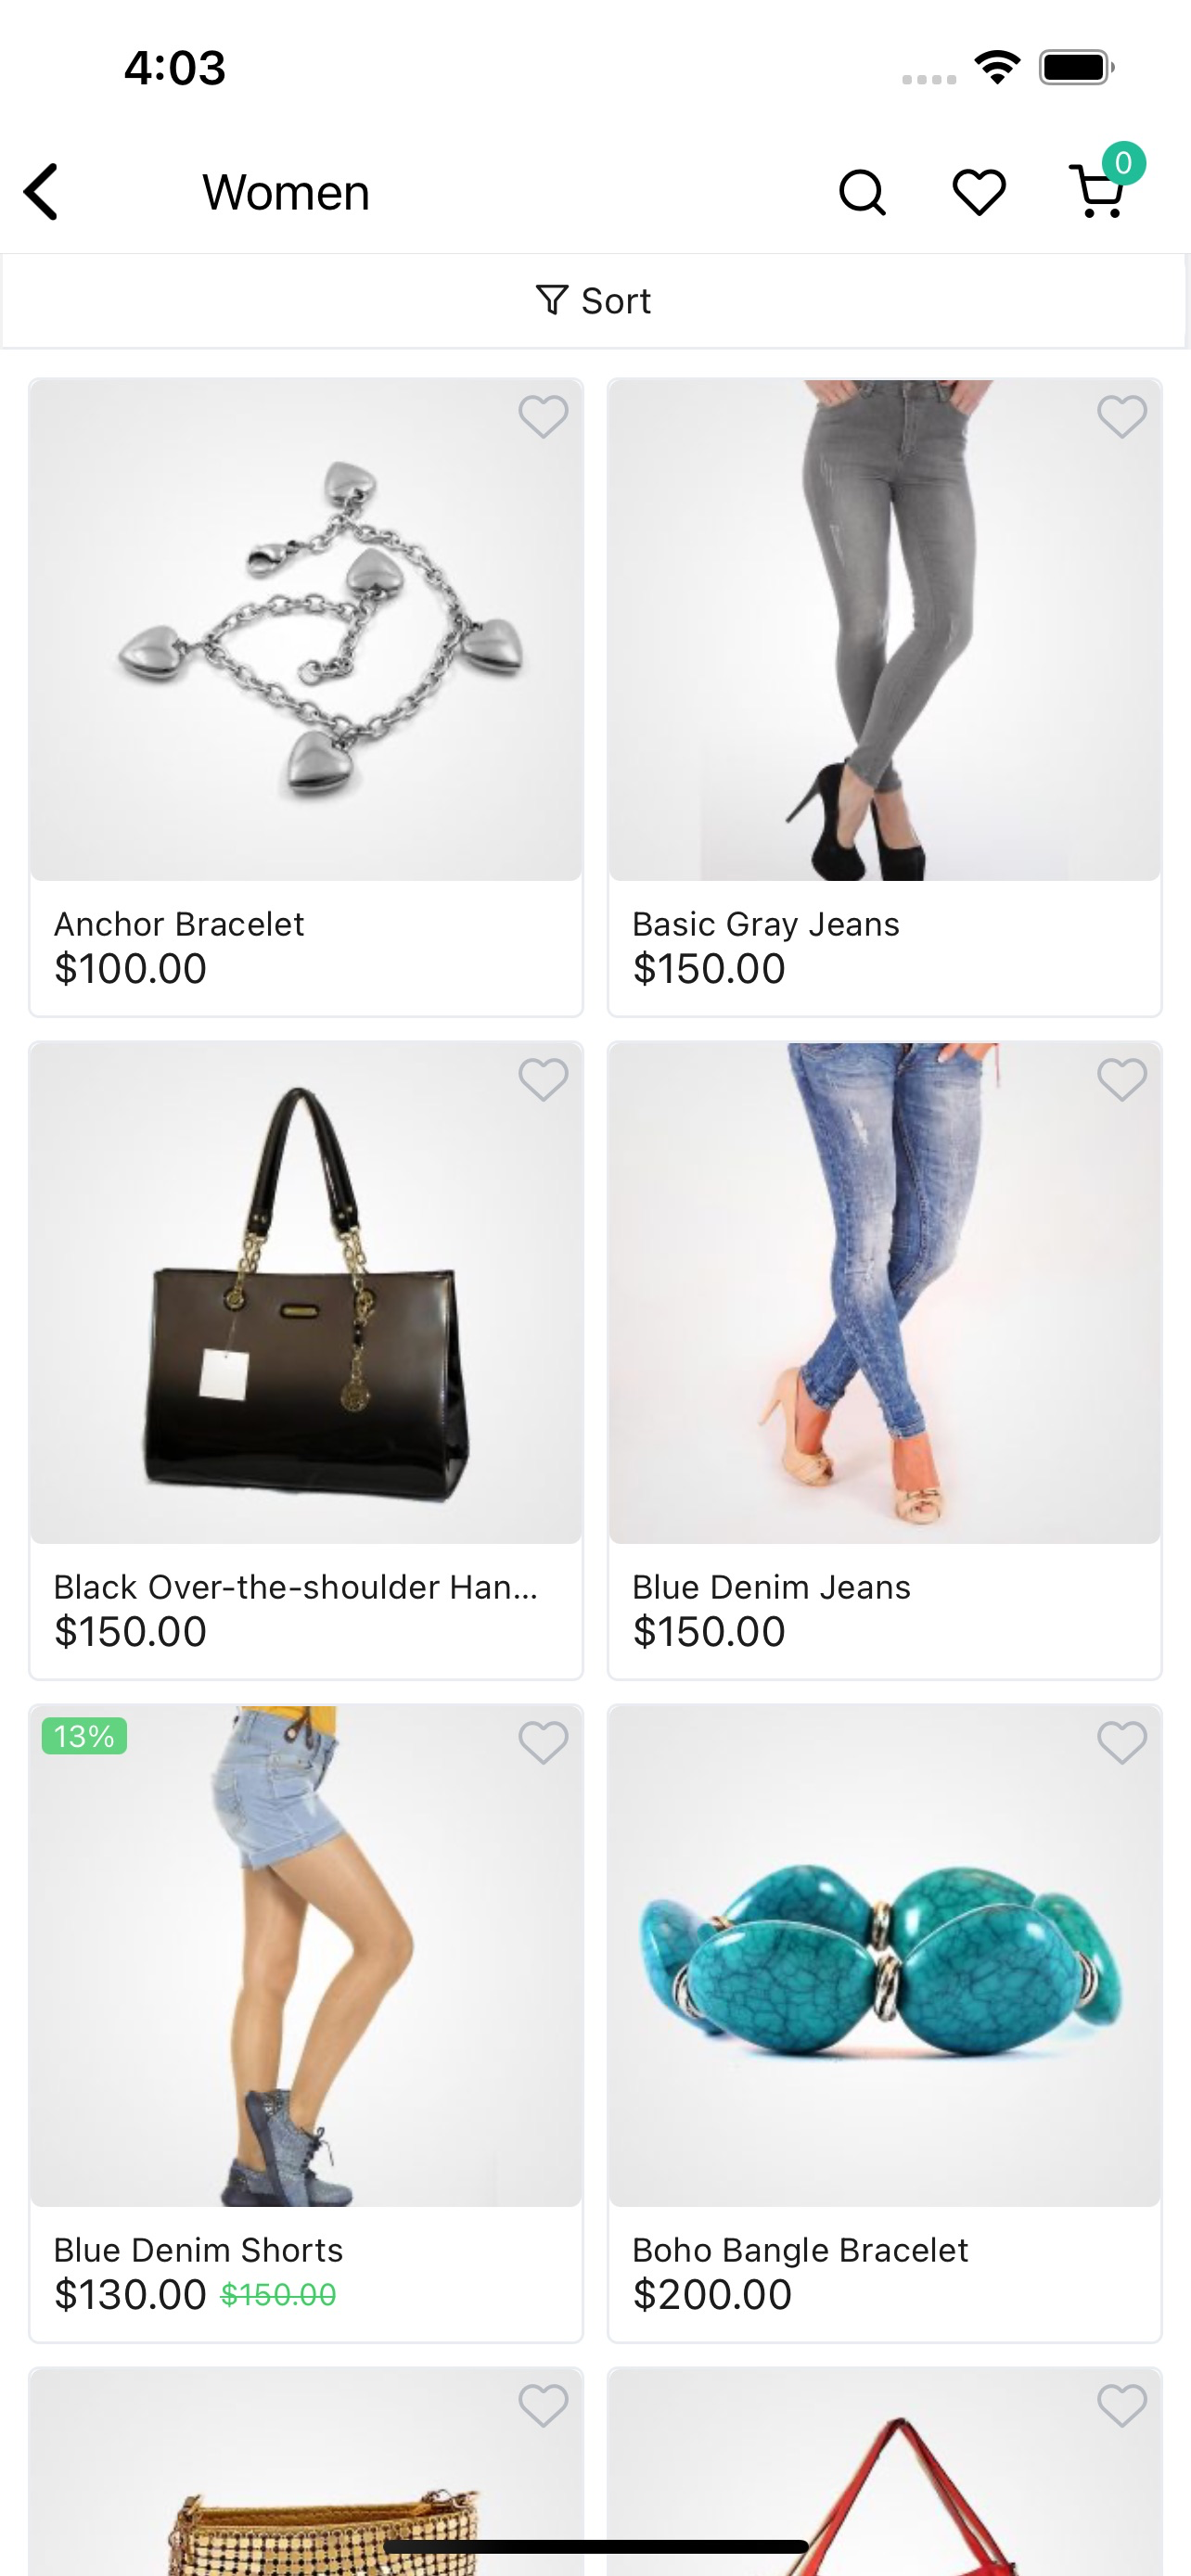 4:03
Women
0
Sort
Anchor Bracelet
$100.00
Basic Gray Jeans
$150.00
Black Over-the-shoulder Han...
$150.00
Blue Denim Jeans
$150.00
13%
Blue Denim Shorts
$130.00 $150.00
Boho Bangle Bracelet
$200.00